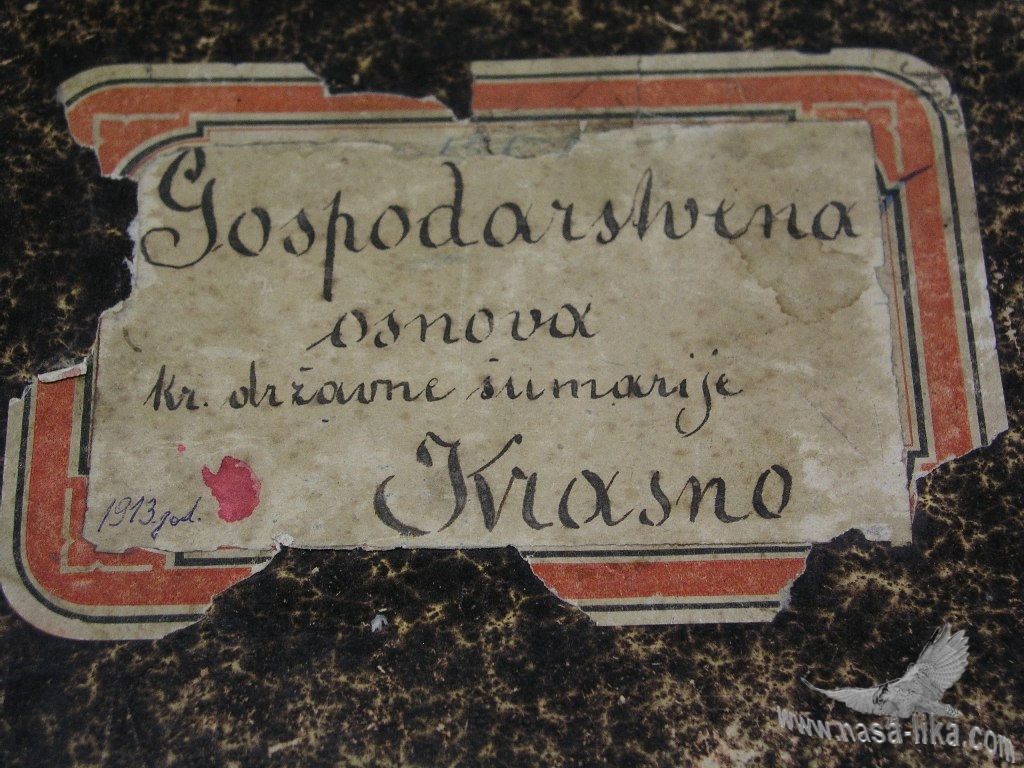 Gospodarstvena
osnova
kr. državne šumarije
Krasno
1913.god.
www.nasa-lika.com